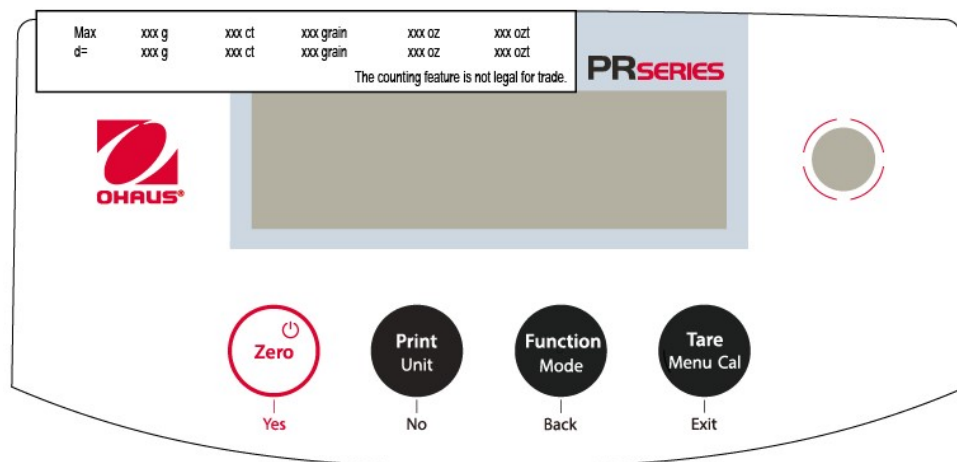 Max xxx g xxx ct xxx grain xxx oz xxx ozt
d= xxx g xxx ct xxx grain xxx oz xxx ozt
The counting feature is not legal for trade.
PRSERIES
OHAUS®
Zero
Yes
Print
Unit
No
Function
Mode
Back
Tare
Menu Cal
Exit